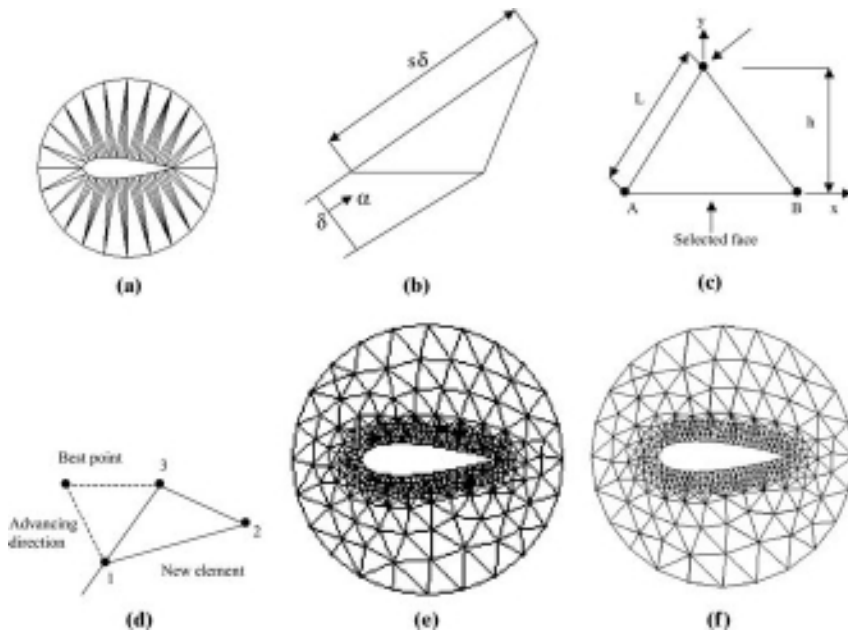 sδ
δ
α
(b)
y
L
h
A
B
x
Selected face
(c)
(a)
Best point
3
Advancing
direction
2
1
New element
(d)
(e)
(f)